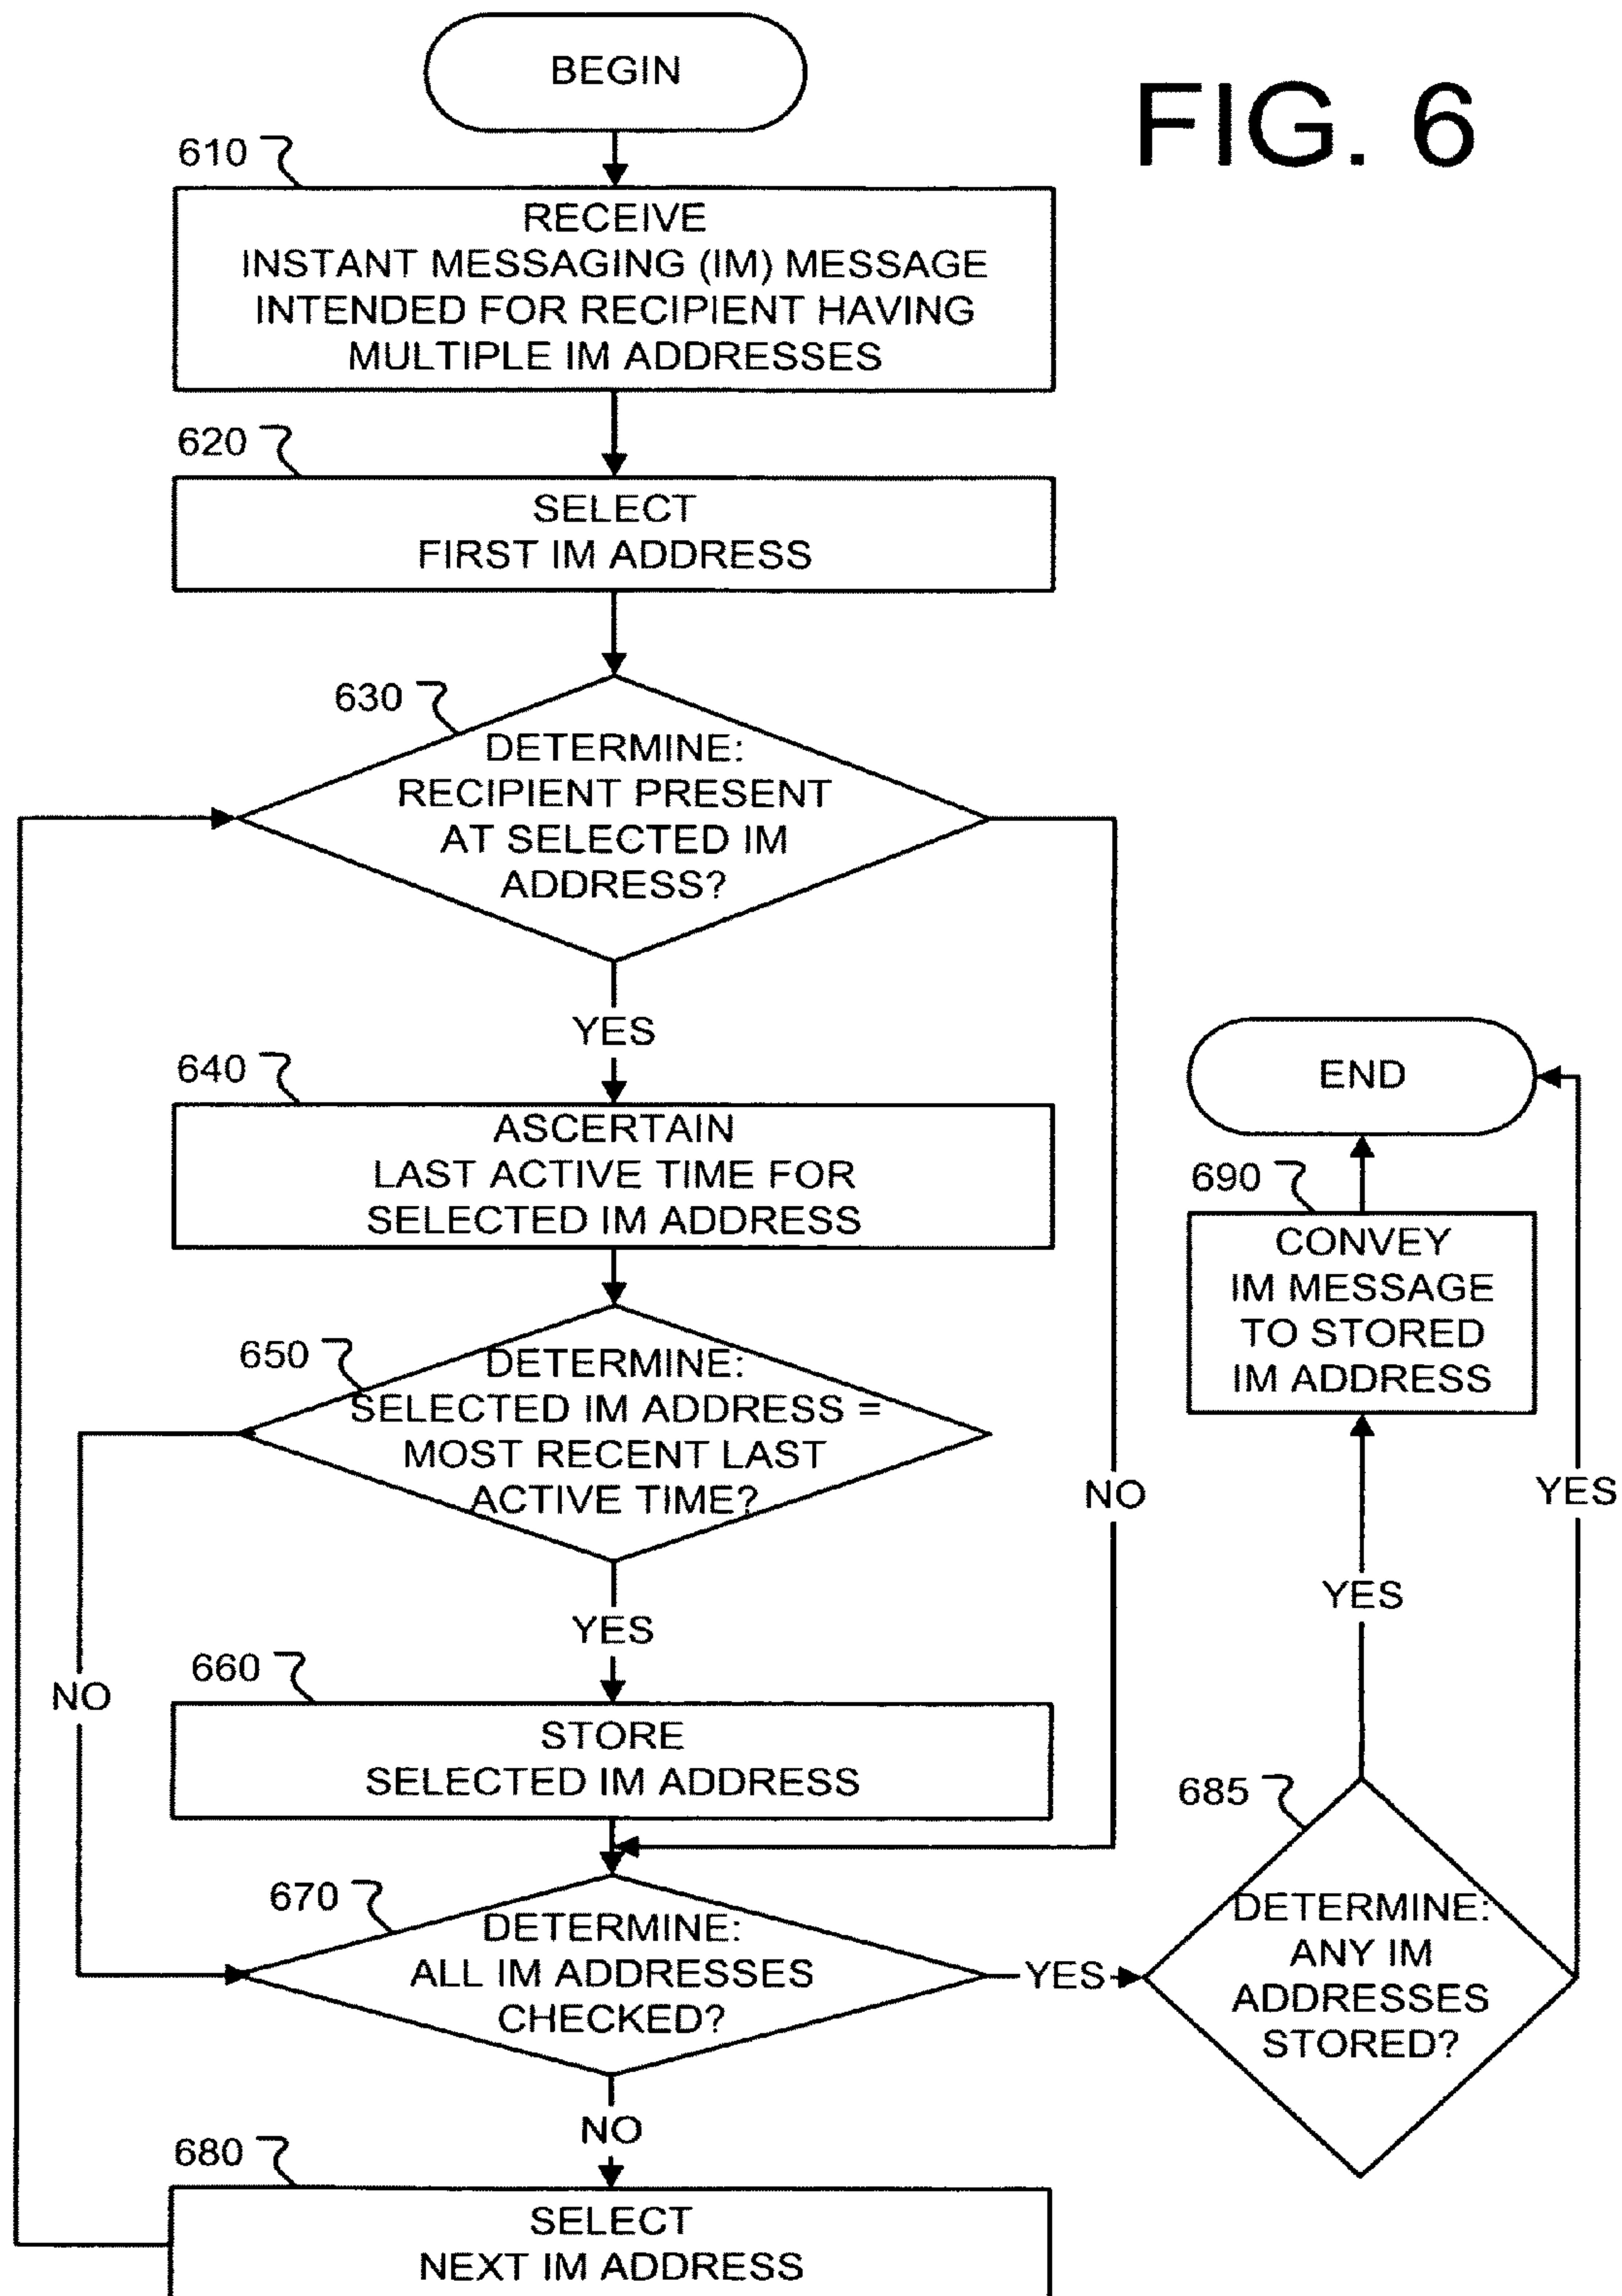 FIG. 6
BEGIN
610
RECEIVE
INSTANT MESSAGING (IM) MESSAGE
INTENDED FOR RECIPIENT HAVING
MULTIPLE IM ADDRESSES
620
SELECT
FIRST IM ADDRESS
630
DETERMINE:
RECIPIENT PRESENT
AT SELECTED IM
ADDRESS?
YES
NO
640
ASCERTAIN
LAST ACTIVE TIME FOR
SELECTED IM ADDRESS
650
DETERMINE:
SELECTED IM ADDRESS =
MOST RECENT LAST
ACTIVE TIME?
YES
NO
660
STORE
SELECTED IM ADDRESS
670
DETERMINE:
ALL IM ADDRESSES
CHECKED?
YES
NO
680
SELECT
NEXT IM ADDRESS
685
DETERMINE:
ANY IM
ADDRESSES
STORED?
YES
YES
690
CONVEY
IM MESSAGE
TO STORED
IM ADDRESS
END